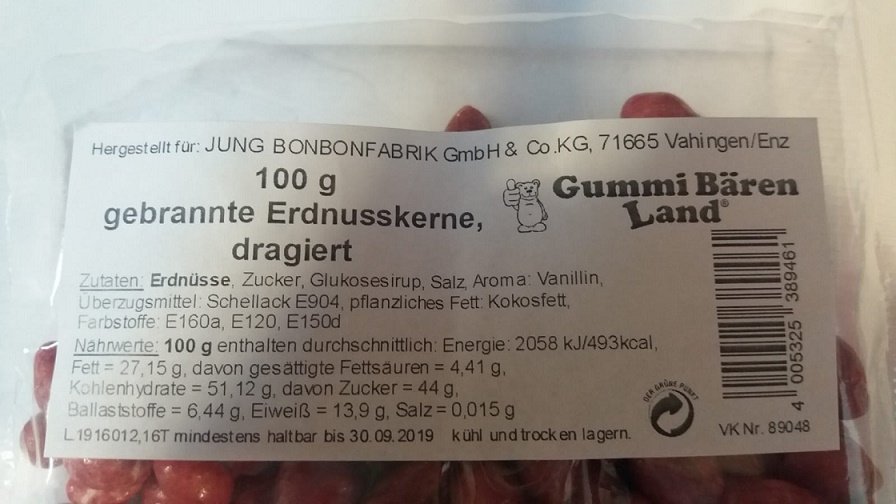 Hergestellt für: JUNG BONBONFABRIK GmbH & Co.KG, 71665 Vahingen/Enz
100 g
gebrannte Erdnusskerne,
dragiert
Gummi Bären
Land®
Zutaten: Erdnüsse, Zucker, Glukosesirup, Salz, Aroma: Vanillin,
Überzugsmittel: Schellack E904, pflanzliches Fett: Kokosfett,
Farbstoffe: E160a, E120, E150d
Nährwerte: 100 g enthalten durchschnittlich: Energie: 2058 kJ/493kcal,
Fett = 27,15 g, davon gesättigte Fettsäuren = 4,41 g,
Kohlenhydrate = 51,12 g, davon Zucker = 44 g,
Ballaststoffe = 6,44 g, Eiweiß = 13,9 g, Salz = 0,015 g
L.1916012,16T mindestens haltbar bis 30.09.2019 kühl und trocken lagern.
DER GRÜNE PUNKT
4 005325 389461
VK Nr. 89048